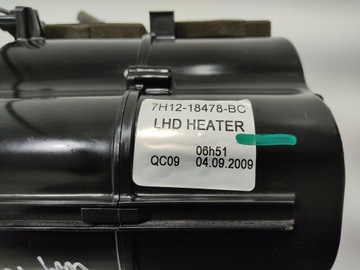 7H12-18478-BC
LHD HEATER
06h51
QC09 04.09.2009